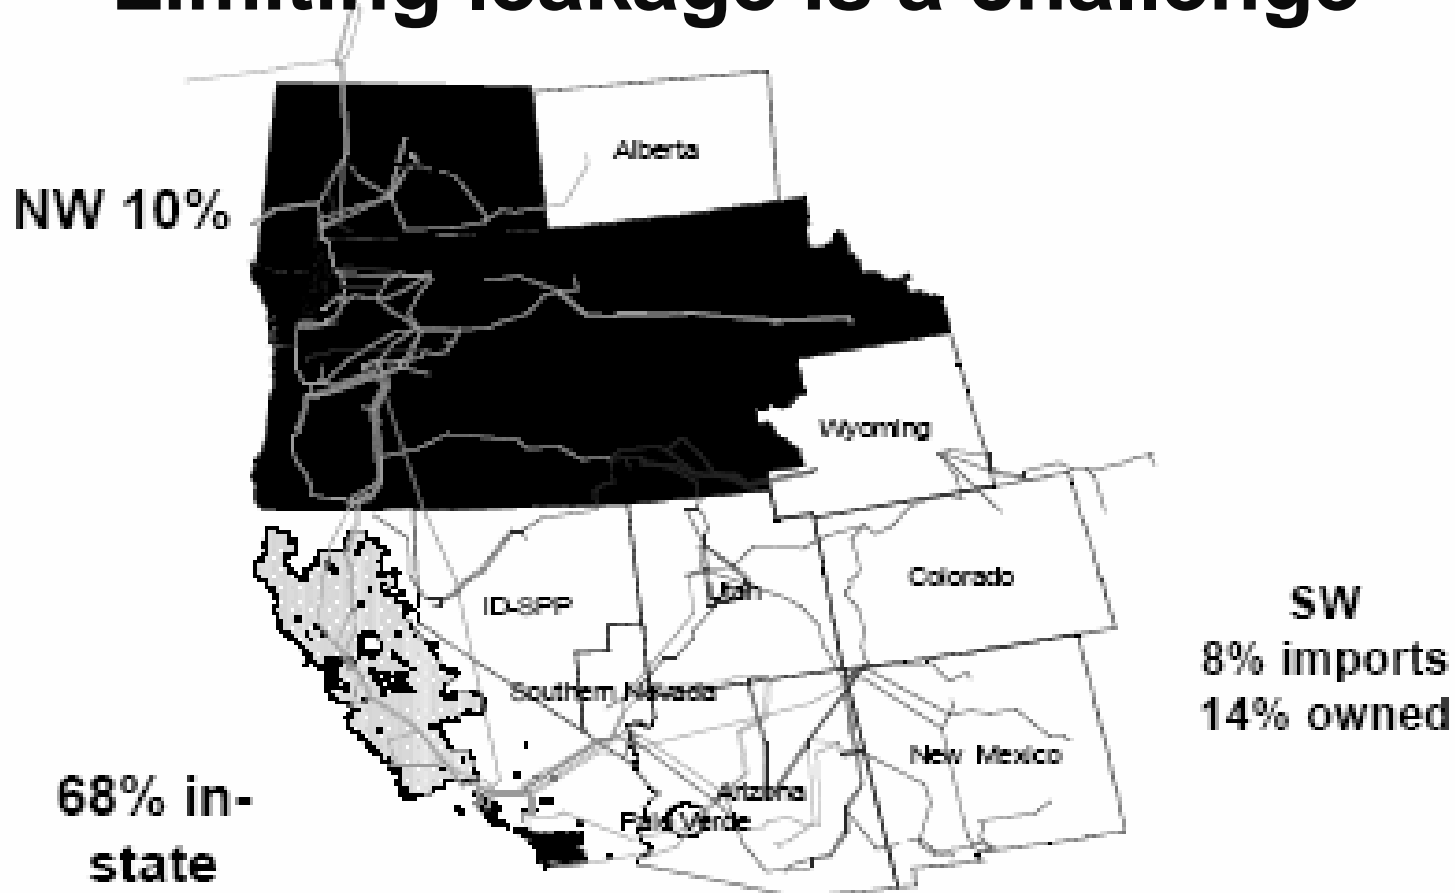 Limiting leakage is a challenge
Alberta
NW 10%
Wyoming
Colorado
ID-SPP
Utah
SW
8% imports
14% owned
Southern Nevada
New Mexico
Arizona
Palo Verde
68% in-
state